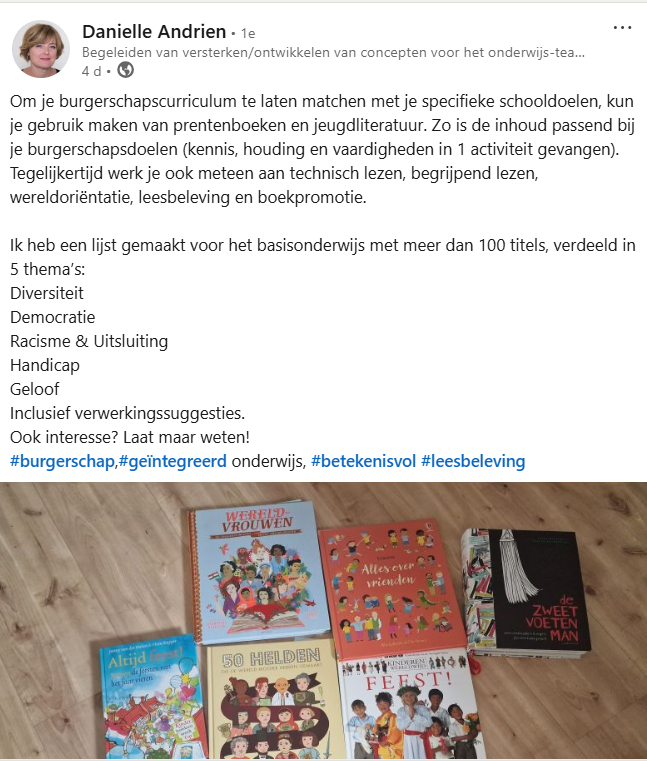 Danielle Andrien • 1e
Begeleiden van versterken/ontwikkelen van concepten voor het onderwijs-tea...
4 d •
Om je burgerschapscurriculum te laten matchen met je specifieke schooldoelen, kun
je gebruik maken van prentenboeken en jeugdliteratuur. Zo is de inhoud passend bij
je burgerschapsdoelen (kennis, houding en vaardigheden in 1 activiteit gevangen).
Tegelijkertijd werk je ook meteen aan technisch lezen, begrijpend lezen,
wereldoriëntatie, leesbeleving en boekpromotie.
Ik heb een lijst gemaakt voor het basisonderwijs met meer dan 100 titels, verdeeld in
5 thema's:
Diversiteit
Democratie
Racisme & Uitsluiting
Handicap
Geloof
Inclusief verwerkingssuggesties.
Ook interesse? Laat maar weten!
#burgerschap,#geïntegreerd onderwijs, #betekenisvol #leesbeleving
WERELD-
VROUWEN
Alles over
vrienden
de
ZWEET
VOETEN
MAN
Altijd feest!
50 HELDEN
KINDEREN
FEEST!